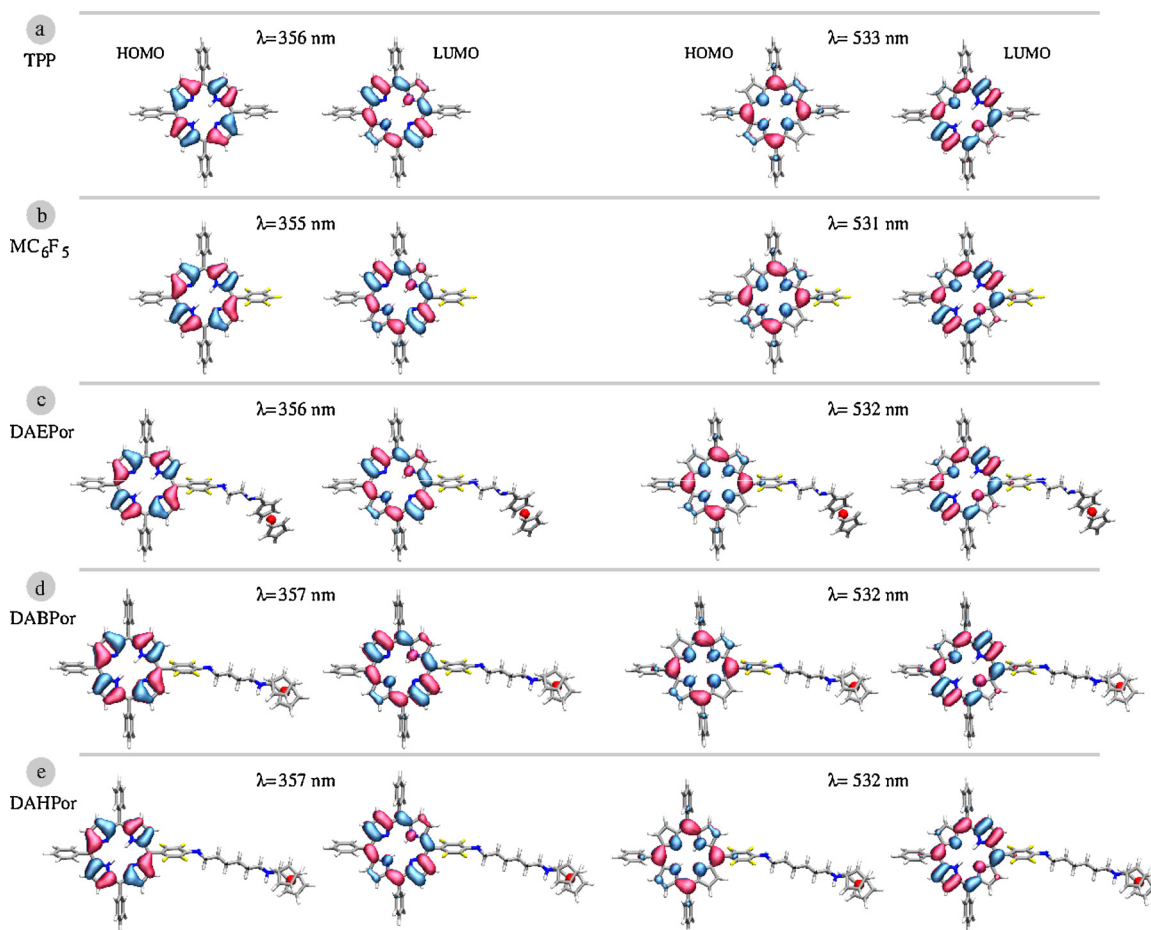 a
TPP
HOMO
λ=356 nm
LUMO
HOMO
λ= 533 nm
LUMO
b
MC6F5
λ=355 nm
λ= 531 nm
c
DAEPor
λ=356 nm
λ= 532 nm
d
DABPor
λ=357 nm
λ= 532 nm
e
DAHPor
λ=357 nm
λ= 532 nm